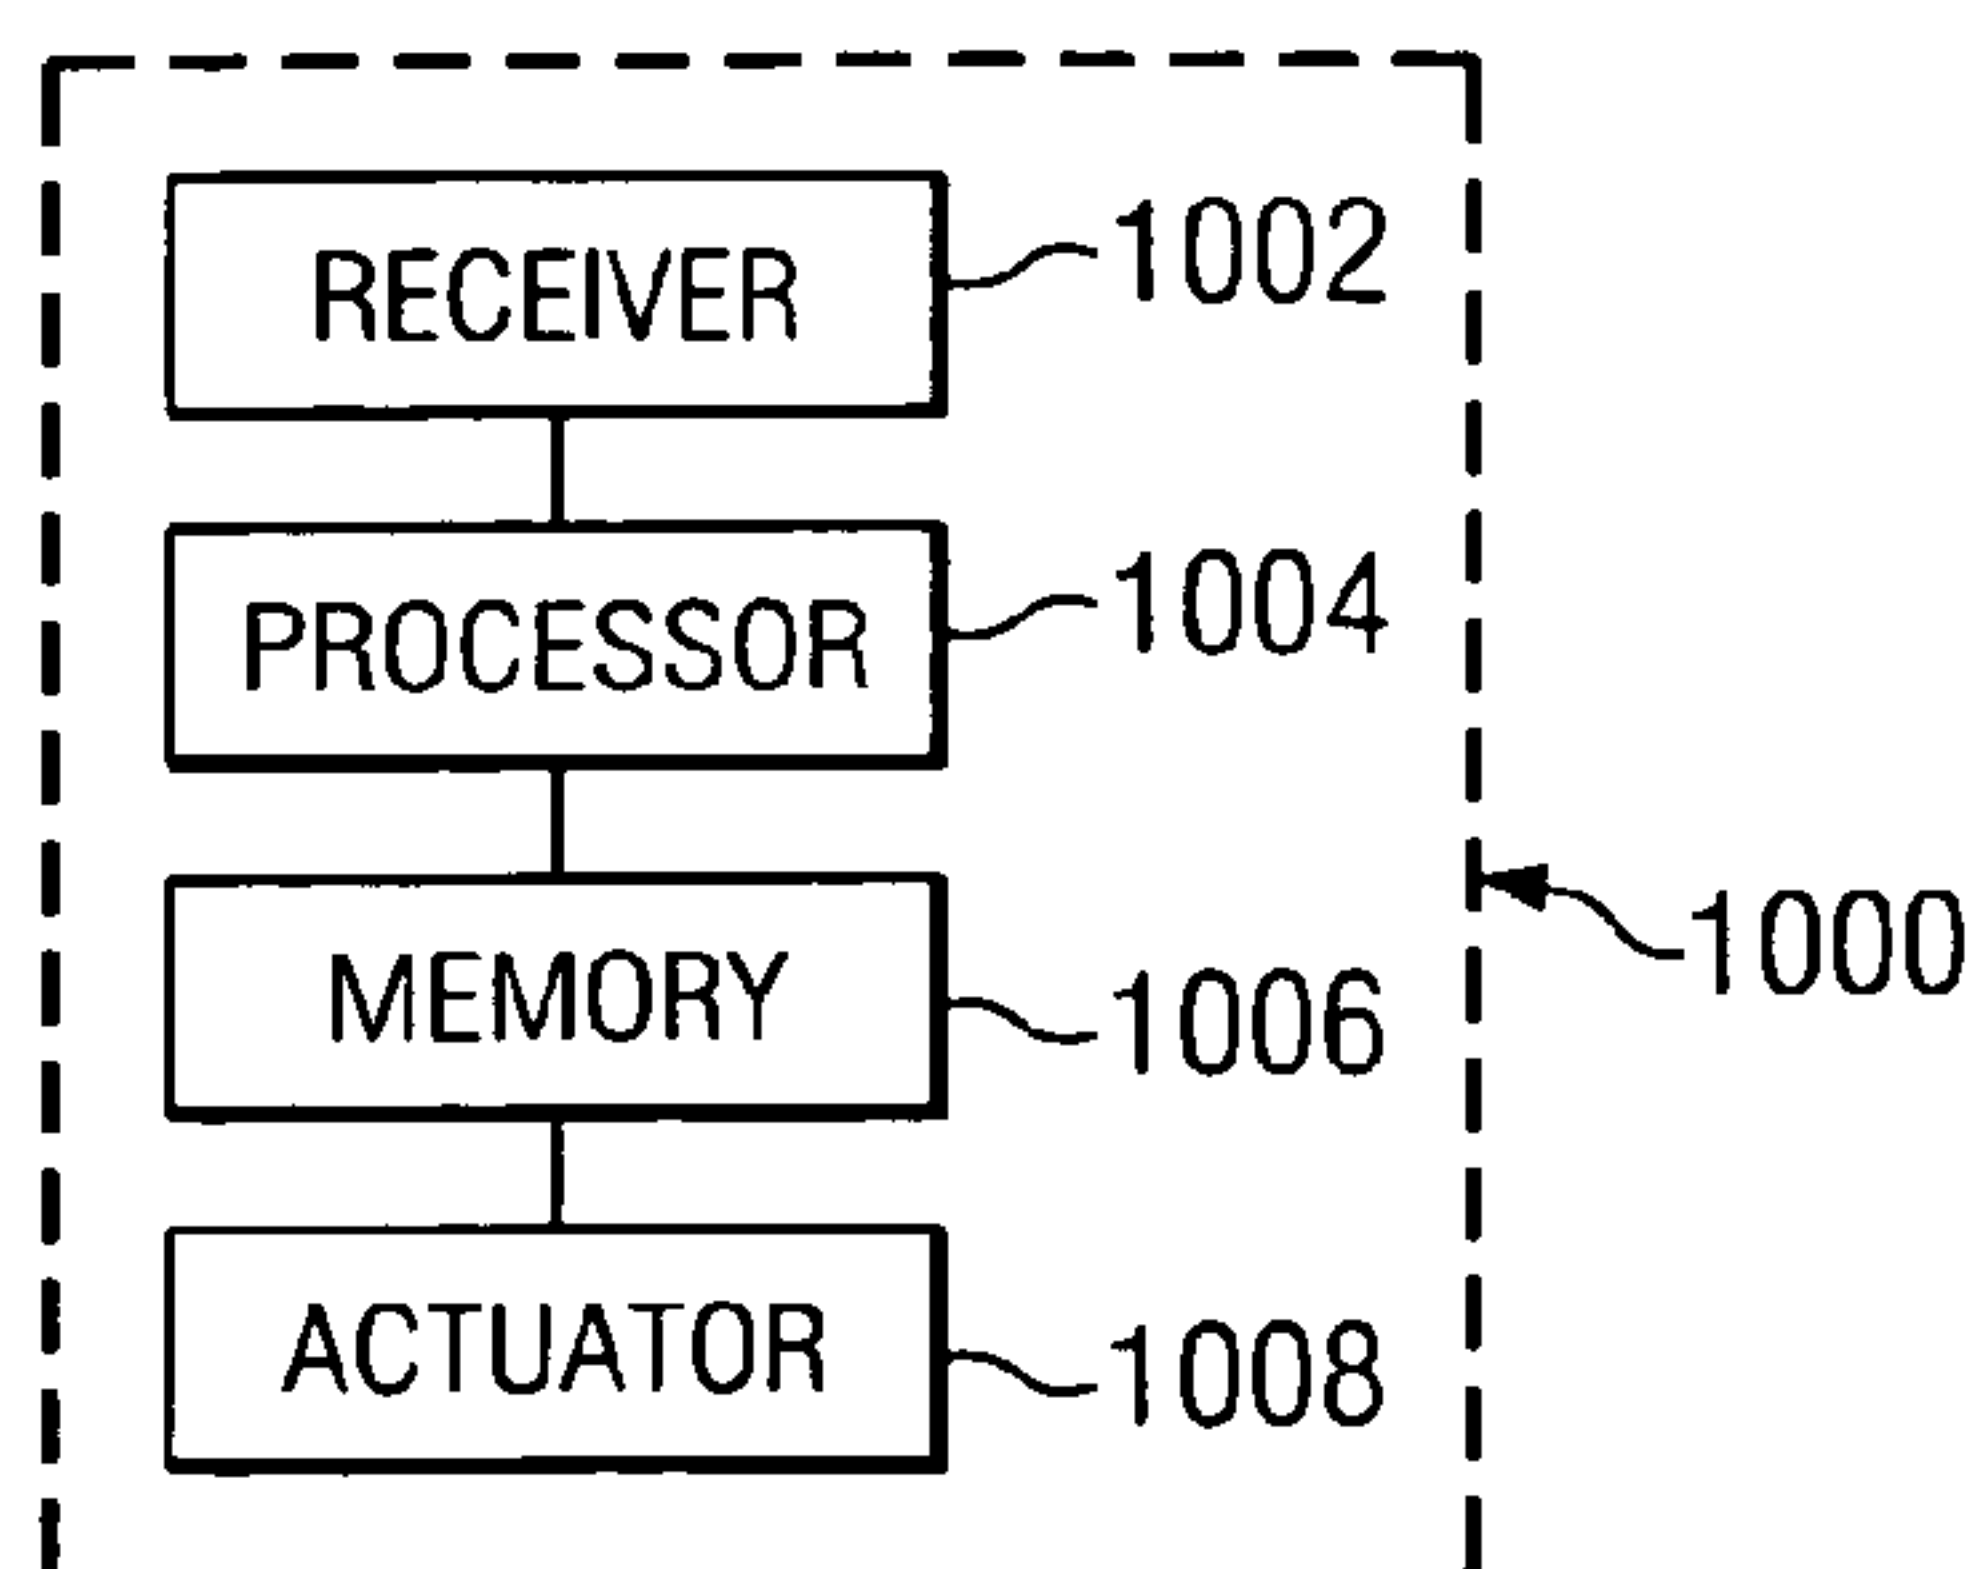 RECEIVER 1002
PROCESSOR 1004
MEMORY 1006
1000
ACTUATOR 1008